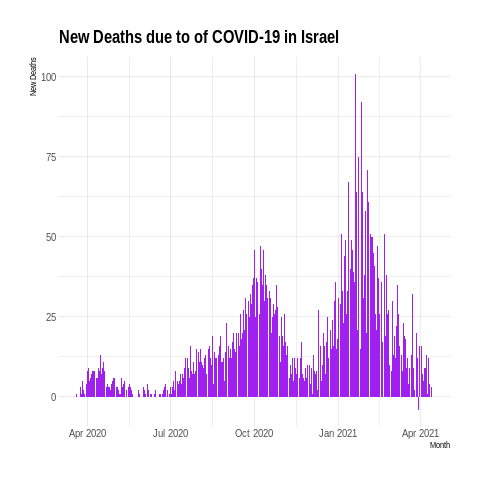 New Deaths due to of COVID-19 in Israel
New Deaths
100
75
50
25
0
Apr 2020 Jul 2020 Oct 2020 Jan 2021 Apr 2021
Month